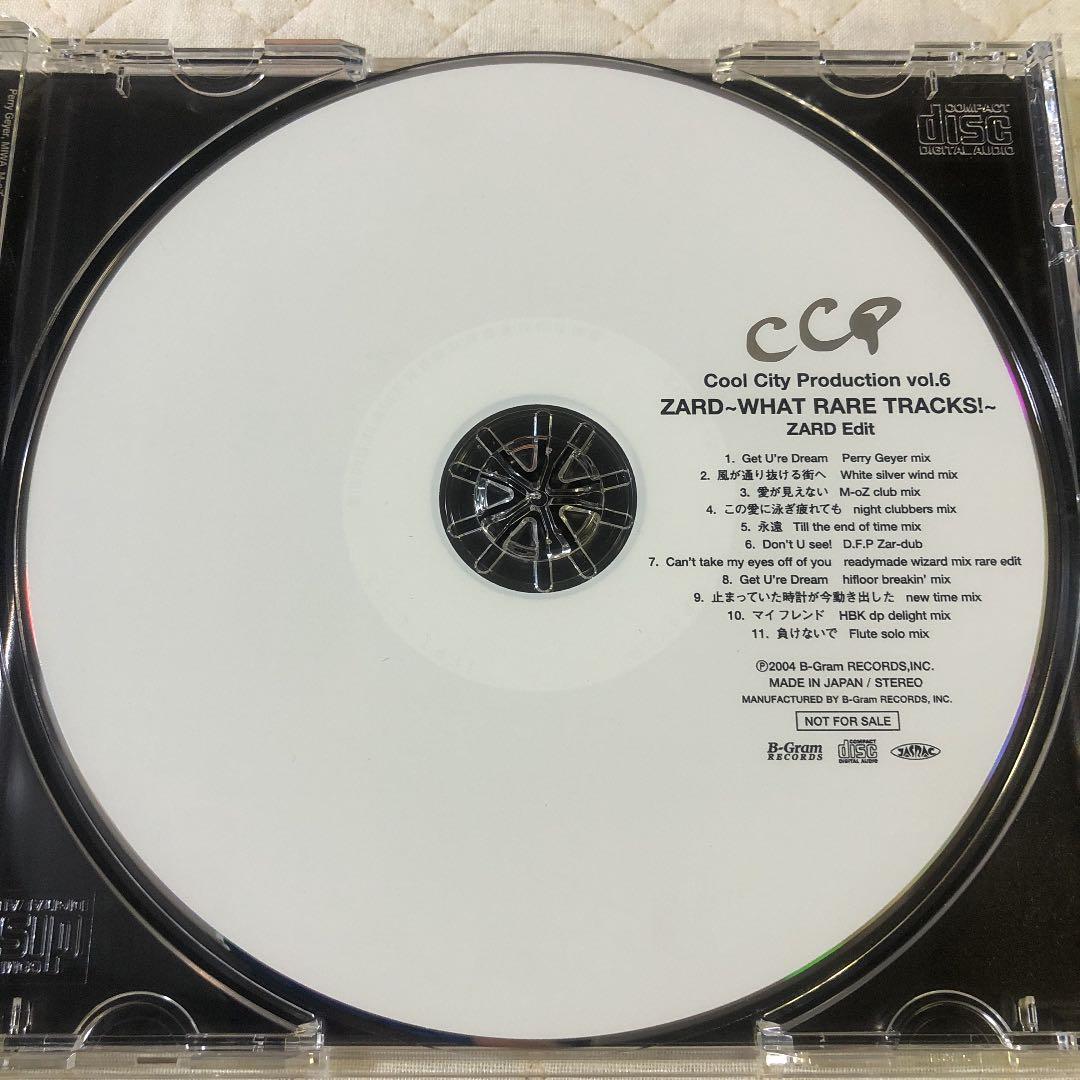 Perry Geyer, MIWA,
COMPACT
disc
DIGITAL AUDIO
CCP
Cool City Production vol.6
ZARD~WHAT RARE TRACKS!~
ZARD Edit
1. Get U're Dream Perry Geyer mix
2. 風が通り抜ける街へ White silver wind mix
3. 愛が見えない M-oZ club mix
4. この愛に泳ぎ疲れても night clubbers mix
5. 永遠 Till the end of time mix
6. Don't U see! D.F.P Zar-dub
7. Can't take my eyes off of you readymade wizard mix rare edit
8. Get U're Dream hifloor breakin' mix
9. 止まっていた時計が今動き出した new time mix
10. マイ フレンド HBK dp delight mix
11. 負けないで Flute solo mix
Ⓟ2004 B-Gram RECORDS,INC.
MADE IN JAPAN / STEREO
MANUFACTURED BY B-Gram RECORDS, INC.
NOT FOR SALE
B-Gram
RECORDS
COMPACT
disc
DIGITAL AUDIO
JASRAC